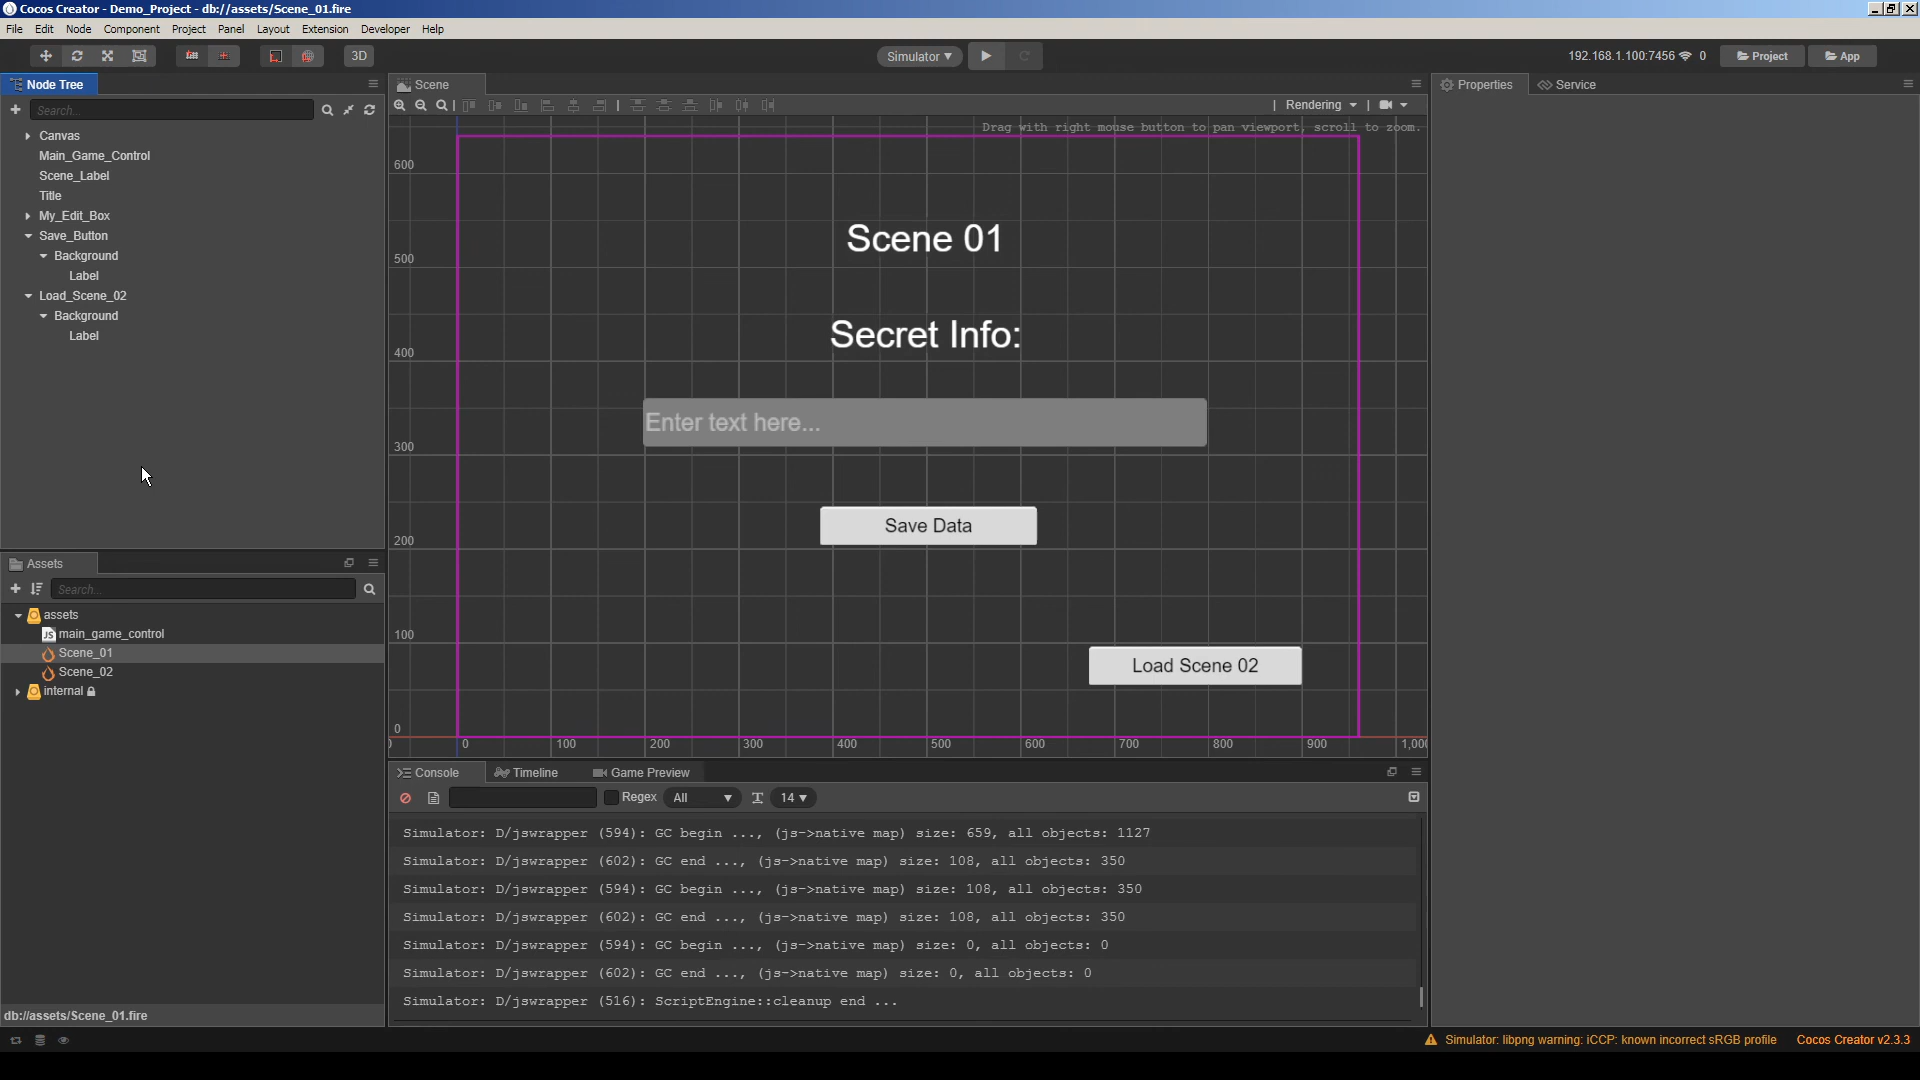 Cocos Creator - Demo_Project - db://assets/Scene_01.fire
File Edit Node Component Project Panel Layout Extension Developer Help
3D
Simulator
192.168.1.100:7456 0
Project
App
Node Tree
Search...
Canvas
Main_Game_Control
Scene_Label
Title
My_Edit_Box
Save_Button
Background
Label
Load_Scene_02
Background
Label
Assets
Search...
assets
JS main_game_control
Scene_01
Scene_02
internal
db://assets/Scene_01.fire
Scene
Rendering
Drag with right mouse button to pan viewport, scroll to zoom.
600
500
400
300
200
100
0
Scene 01
Secret Info:
Enter text here...
Save Data
Load Scene 02
0 100 200 300 400 500 600 700 800 900
Console Timeline Game Preview
Regex All 14
Simulator: D/jswrapper (594): GC begin ..., (js->native map) size: 659, all objects: 1127
Simulator: D/jswrapper (602): GC end ..., (js->native map) size: 108, all objects: 350
Simulator: D/jswrapper (594): GC begin ..., (js->native map) size: 108, all objects: 350
Simulator: D/jswrapper (602): GC end ..., (js->native map) size: 108, all objects: 350
Simulator: D/jswrapper (594): GC begin ..., (js->native map) size: 0, all objects: 0
Simulator: D/jswrapper (602): GC end ..., (js->native map) size: 0, all objects: 0
Simulator: D/jswrapper (516): ScriptEngine::cleanup end ...
Properties Service
Simulator: libpng warning: iCCP: known incorrect sRGB profile
Cocos Creator v2.3.3